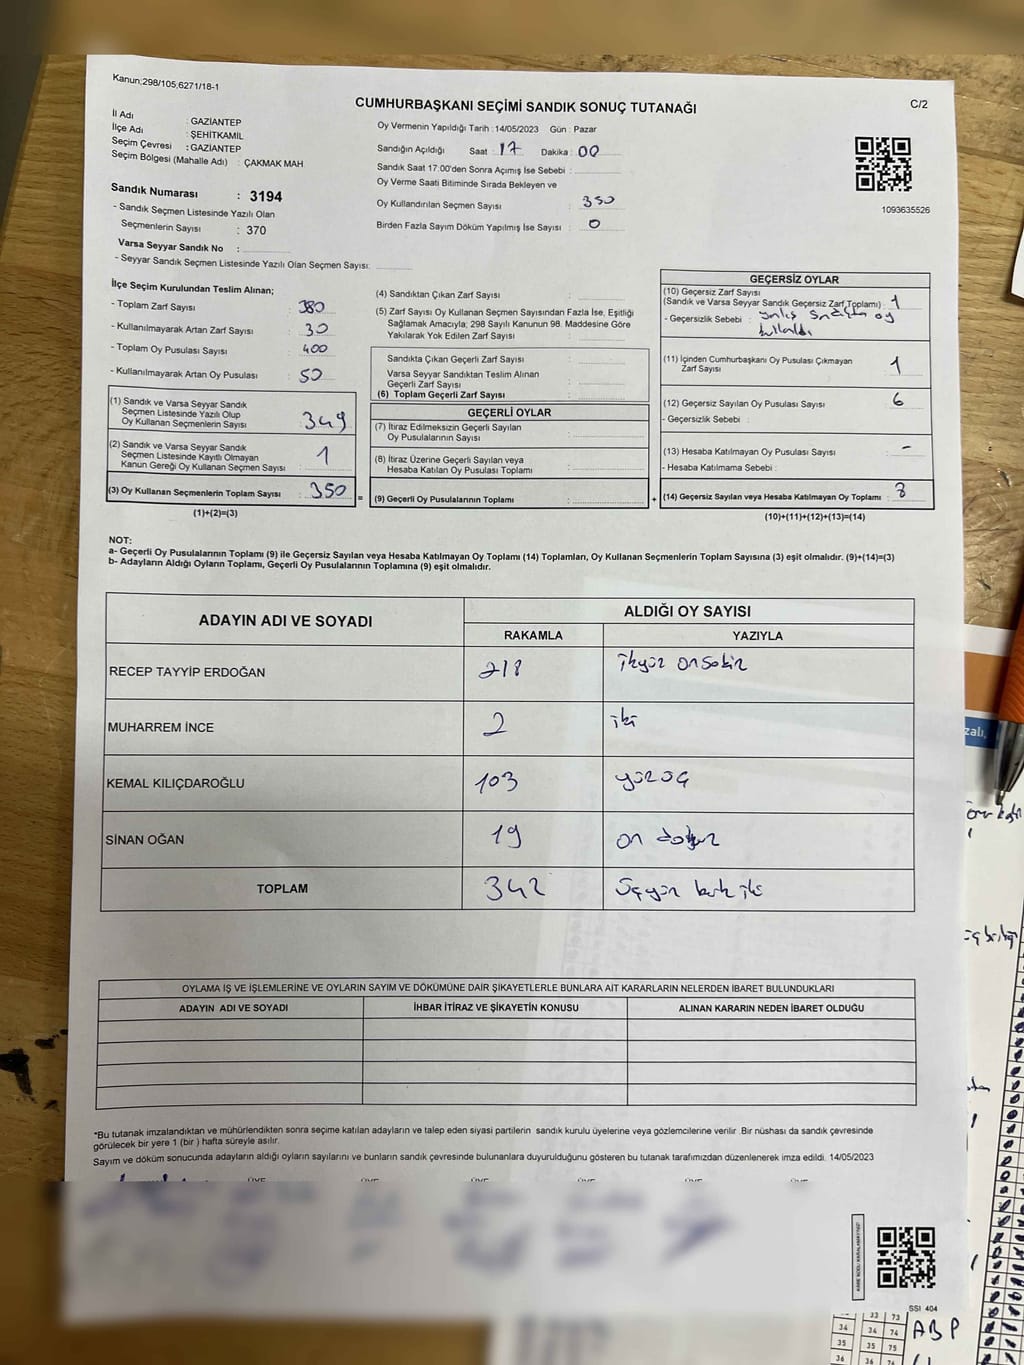 Kanun:298/105,6271/18-1
CUMHURBAŞKANI SEÇİMİ SANDIK SONUÇ TUTANAĞI
C/2
İl Adı : GAZİANTEP
İlçe Adı : ŞEHİTKAMİL
Seçim Çevresi : GAZİANTEP
Seçim Bölgesi (Mahalle Adı) : ÇAKMAK MAH
Sandık Numarası : 3194
- Sandık Seçmen Listesinde Yazılı Olan
Seçmenlerin Sayısı : 370
Varsa Seyyar Sandık No :
- Seyyar Sandık Seçmen Listesinde Yazılı Olan Seçmen Sayısı:
Oy Vermenin Yapıldığı Tarih : 14/05/2023 Gün : Pazar
Sandığın Açıldığı Saat : 17 Dakika : 00
Sandık Saat 17.00'den Sonra Açımış İse Sebebi :
Oy Verme Saati Bitiminde Sırada Bekleyen ve
Oy Kullandırılan Seçmen Sayısı : 350
Birden Fazla Sayım Döküm Yapılmış İse Sayısı : 0
1093635526
İlçe Seçim Kurulundan Teslim Alınan;
- Toplam Zarf Sayısı : 380
- Kullanılmayarak Artan Zarf Sayısı : 30
- Toplam Oy Pusulası Sayısı : 400
- Kullanılmayarak Artan Oy Pusulası : 50
(1) Sandık ve Varsa Seyyar Sandık
Seçmen Listesinde Yazılı Olup
Oy Kullanan Seçmenlerin Sayısı : 349
(2) Sandık ve Varsa Seyyar Sandık
Seçmen Listesinde Kayıtlı Olmayan
Kanun Gereği Oy Kullanan Seçmen Sayısı : 1
(3) Oy Kullanan Seçmenlerin Toplam Sayısı : 350
(1)+(2)=(3)
=
(4) Sandıktan Çıkan Zarf Sayısı :
(5) Zarf Sayısı Oy Kullanan Seçmen Sayısından Fazla İse, Eşitliği
Sağlamak Amacıyla; 298 Sayılı Kanunun 98. Maddesine Göre
Yakılarak Yok Edilen Zarf Sayısı :
Sandıkta Çıkan Geçerli Zarf Sayısı :
Varsa Seyyar Sandıktan Teslim Alınan
Geçerli Zarf Sayısı :
(6) Toplam Geçerli Zarf Sayısı :
GEÇERLİ OYLAR
(7) İtiraz Edilmeksizin Geçerli Sayılan
Oy Pusulalarının Sayısı :
(8) İtiraz Üzerine Geçerli Sayılan veya
Hesaba Katılan Oy Pusulası Toplamı :
(9) Geçerli Oy Pusulalarının Toplamı :
+
GEÇERSİZ OYLAR
(10) Geçersiz Zarf Sayısı
(Sandık ve Varsa Seyyar Sandık Geçersiz Zarf Toplamı) : 1
- Geçersizlik Sebebi : yanlış sandıkta oy
kullanıldı
(11) İçinden Cumhurbaşkanı Oy Pusulası Çıkmayan
Zarf Sayısı : 1
(12) Geçersiz Sayılan Oy Pusulası Sayısı : 6
- Geçersizlik Sebebi :
(13) Hesaba Katılmayan Oy Pusulası Sayısı : -
- Hesaba Katılmama Sebebi :
(14) Geçersiz Sayılan veya Hesaba Katılmayan Oy Toplamı : 8
(10)+(11)+(12)+(13)=(14)
NOT:
a- Geçerli Oy Pusulalarının Toplamı (9) ile Geçersiz Sayılan veya Hesaba Katılmayan Oy Toplamı (14) Toplamları, Oy Kullanan Seçmenlerin Toplam Sayısına (3) eşit olmalıdır. (9)+(14)=(3)
b- Adayların Aldığı Oyların Toplamı, Geçerli Oy Pusulalarının Toplamına (9) eşit olmalıdır.
ADAYIN ADI VE SOYADI
ALDIĞI OY SAYISI
RAKAMLA YAZIYLA
RECEP TAYYİP ERDOĞAN 218 ikiyüz onsekiz
MUHARREM İNCE 2 iki
KEMAL KILIÇDAROĞLU 103 yüzüç
SİNAN OĞAN 19 on dokuz
TOPLAM 342 Üçyüz kırk iki
OYLAMA İŞ VE İŞLEMLERİNE VE OYLARIN SAYIM VE DÖKÜMÜNE DAİR ŞİKAYETLERLE BUNLARA AİT KARARLARIN NELERDEN İBARET BULUNDUKLARI
ADAYIN ADI VE SOYADI İHBAR İTİRAZ VE ŞİKAYETİN KONUSU ALINAN KARARIN NEDEN İBARET OLDUĞU
*Bu tutanak imzalandıktan ve mühürlendikten sonra seçime katılan adayların ve talep eden siyasi partilerin sandık kurulu üyelerine veya gözlemcilerine verilir. Bir nüshası da sandık çevresinde
görülecek bir yere 1 (bir ) hafta süreyle asılır.
Sayım ve döküm sonucunda adayların aldığı oyların sayılarını ve bunların sandık çevresinde bulunanlara duyurulduğunu gösteren bu tutanak tarafımızdan düzenlenerek imza edildi. 14/05/2023
SSI 404
33 73
34 34 74
35 35 75
36 36
ABP